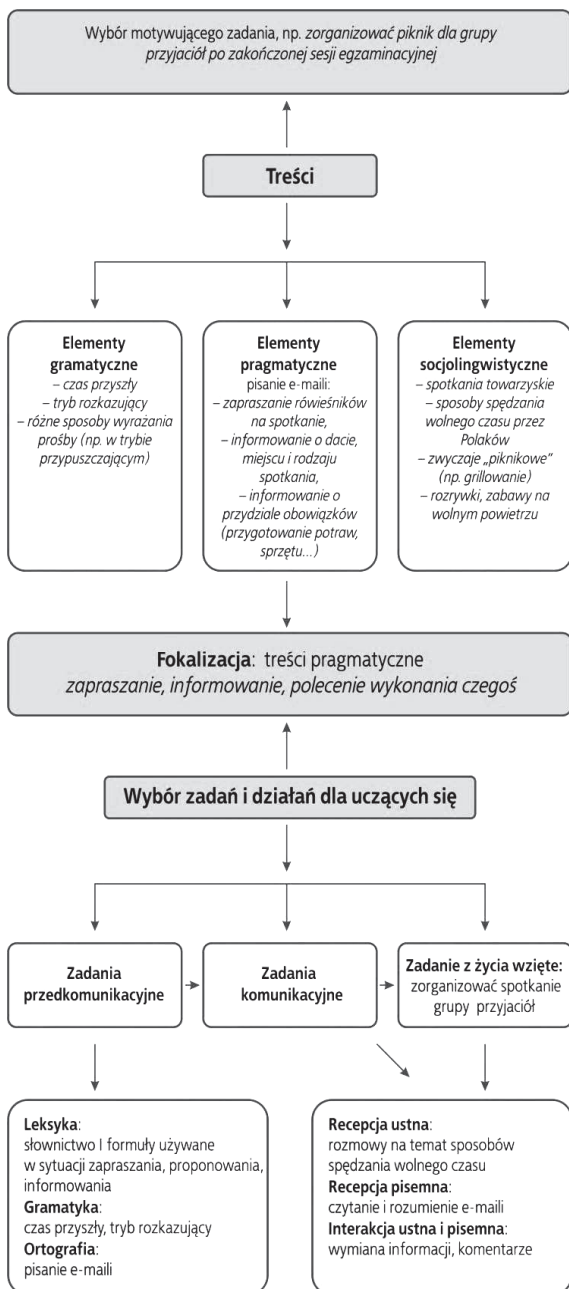 Wybór motywującego zadania, np. zorganizować piknik dla grupy
przyjaciół po zakończonej sesji egzaminacyjnej
Treści
Elementy
gramatyczne
– czas przyszły
– tryb rozkazujący
– różne sposoby wyrażania
prośby (np. w trybie
przypuszczającym)
Elementy
pragmatyczne
pisanie e-maili:
– zapraszanie rówieśników
na spotkanie,
– informowanie o dacie,
miejscu i rodzaju
spotkania,
– informowanie o
przydziale obowiązków
(przygotowanie potraw,
sprzętu...)
Elementy
socjolingwistyczne
– spotkania towarzyskie
– sposoby spędzania
wolnego czasu przez
Polaków
– zwyczaje „piknikowe“
(np. grillowanie)
– rozrywki, zabawy na
wolnym powietrzu
Fokalizacja: treści pragmatyczne
zapraszanie, informowanie, polecenie wykonania czegoś
Wybór zadań i działań dla uczących się
Zadania
przedkomunikacyjne
Zadania
komunikacyjne
Zadanie z życia wzięte:
zorganizować spotkanie
grupy przyjaciół
Leksyka:
słownictwo I formuły używane
w sytuacji zapraszania, proponowania,
informowania
Gramatyka:
czas przyszły, tryb rozkazujący
Ortografia:
pisanie e-maili
Recepcja ustna:
rozmowy na temat sposobów
spędzania wolnego czasu
Recepcja pisemna:
czytanie i rozumienie e-maili
Interakcja ustna i pisemna:
wymiana informacji, komentarze